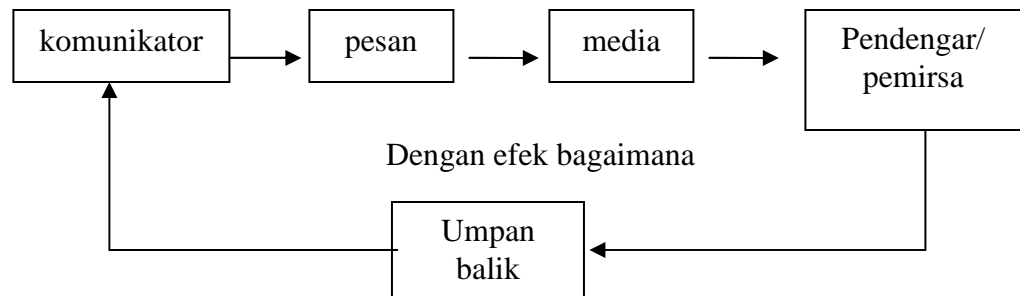 komunikator
pesan
media
Pendengar/
pemirsa
Dengan efek bagaimana
Umpan
balik